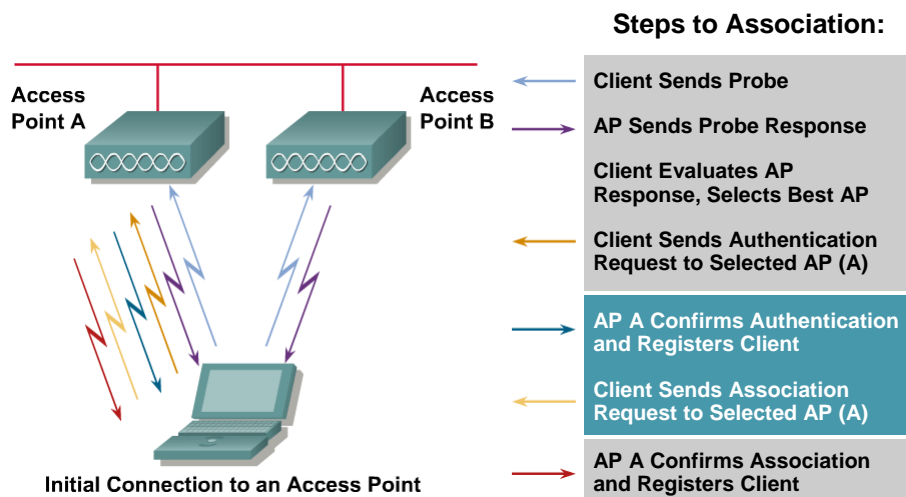 Steps to Association:
Access
Point A
Access
Point B
Client Sends Probe
AP Sends Probe Response
Client Evaluates AP
Response, Selects Best AP
Client Sends Authentication
Request to Selected AP (A)
AP A Confirms Authentication
and Registers Client
Client Sends Association
Request to Selected AP (A)
AP A Confirms Association
and Registers Client
Initial Connection to an Access Point